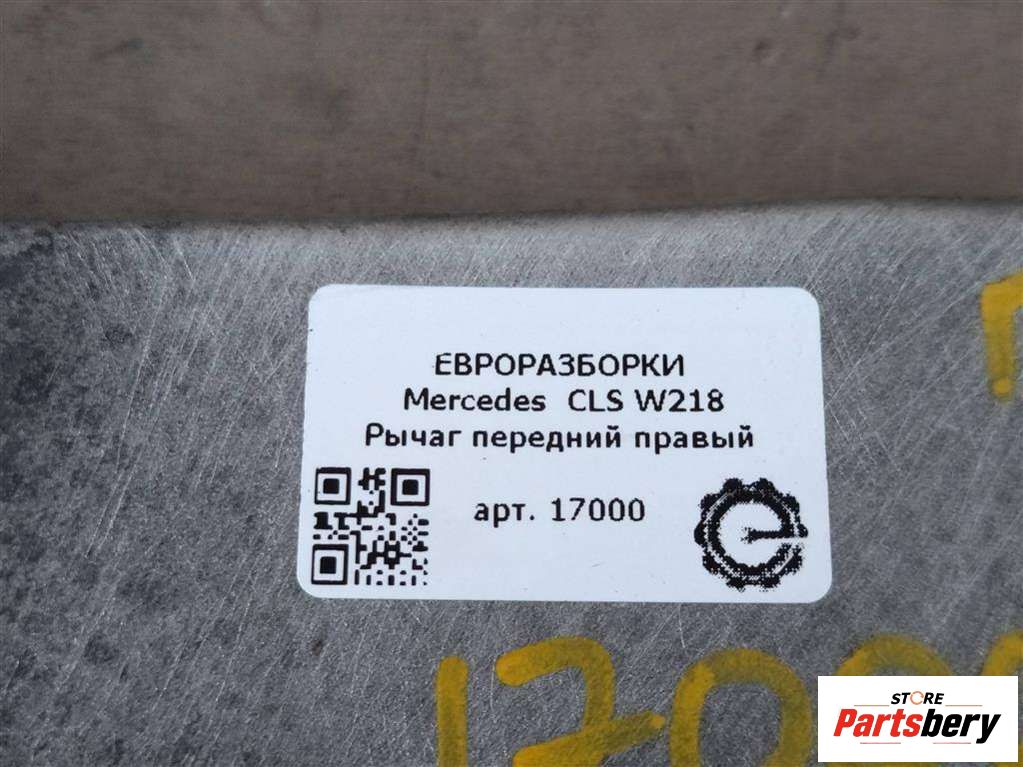 ЕВРОРАЗБОРКИ
Mercedes CLS W218
Рычаг передний правый
арт. 17000
STORE
Partsbery